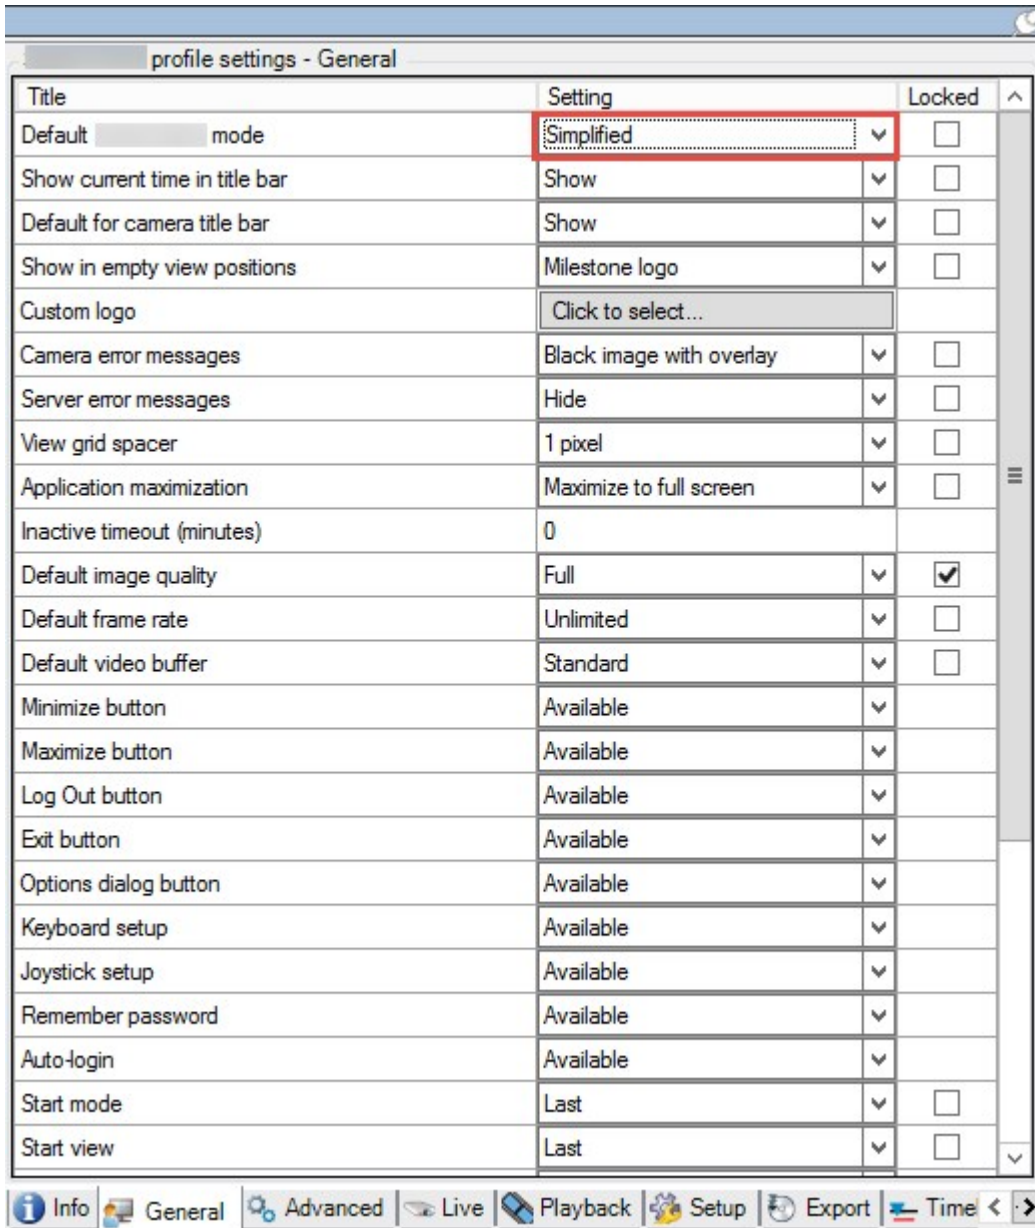 profile settings - General
Title Setting Locked
Default mode Simplified
Show current time in title bar Show
Default for camera title bar Show
Show in empty view positions Milestone logo
Custom logo Click to select...
Camera error messages Black image with overlay
Server error messages Hide
View grid spacer 1 pixel
Application maximization Maximize to full screen
Inactive timeout (minutes) 0
Default image quality Full
Default frame rate Unlimited
Default video buffer Standard
Minimize button Available
Maximize button Available
Log Out button Available
Exit button Available
Options dialog button Available
Keyboard setup Available
Joystick setup Available
Remember password Available
Auto-login Available
Start mode Last
Start view Last
Info General Advanced Live Playback Setup Export Timel